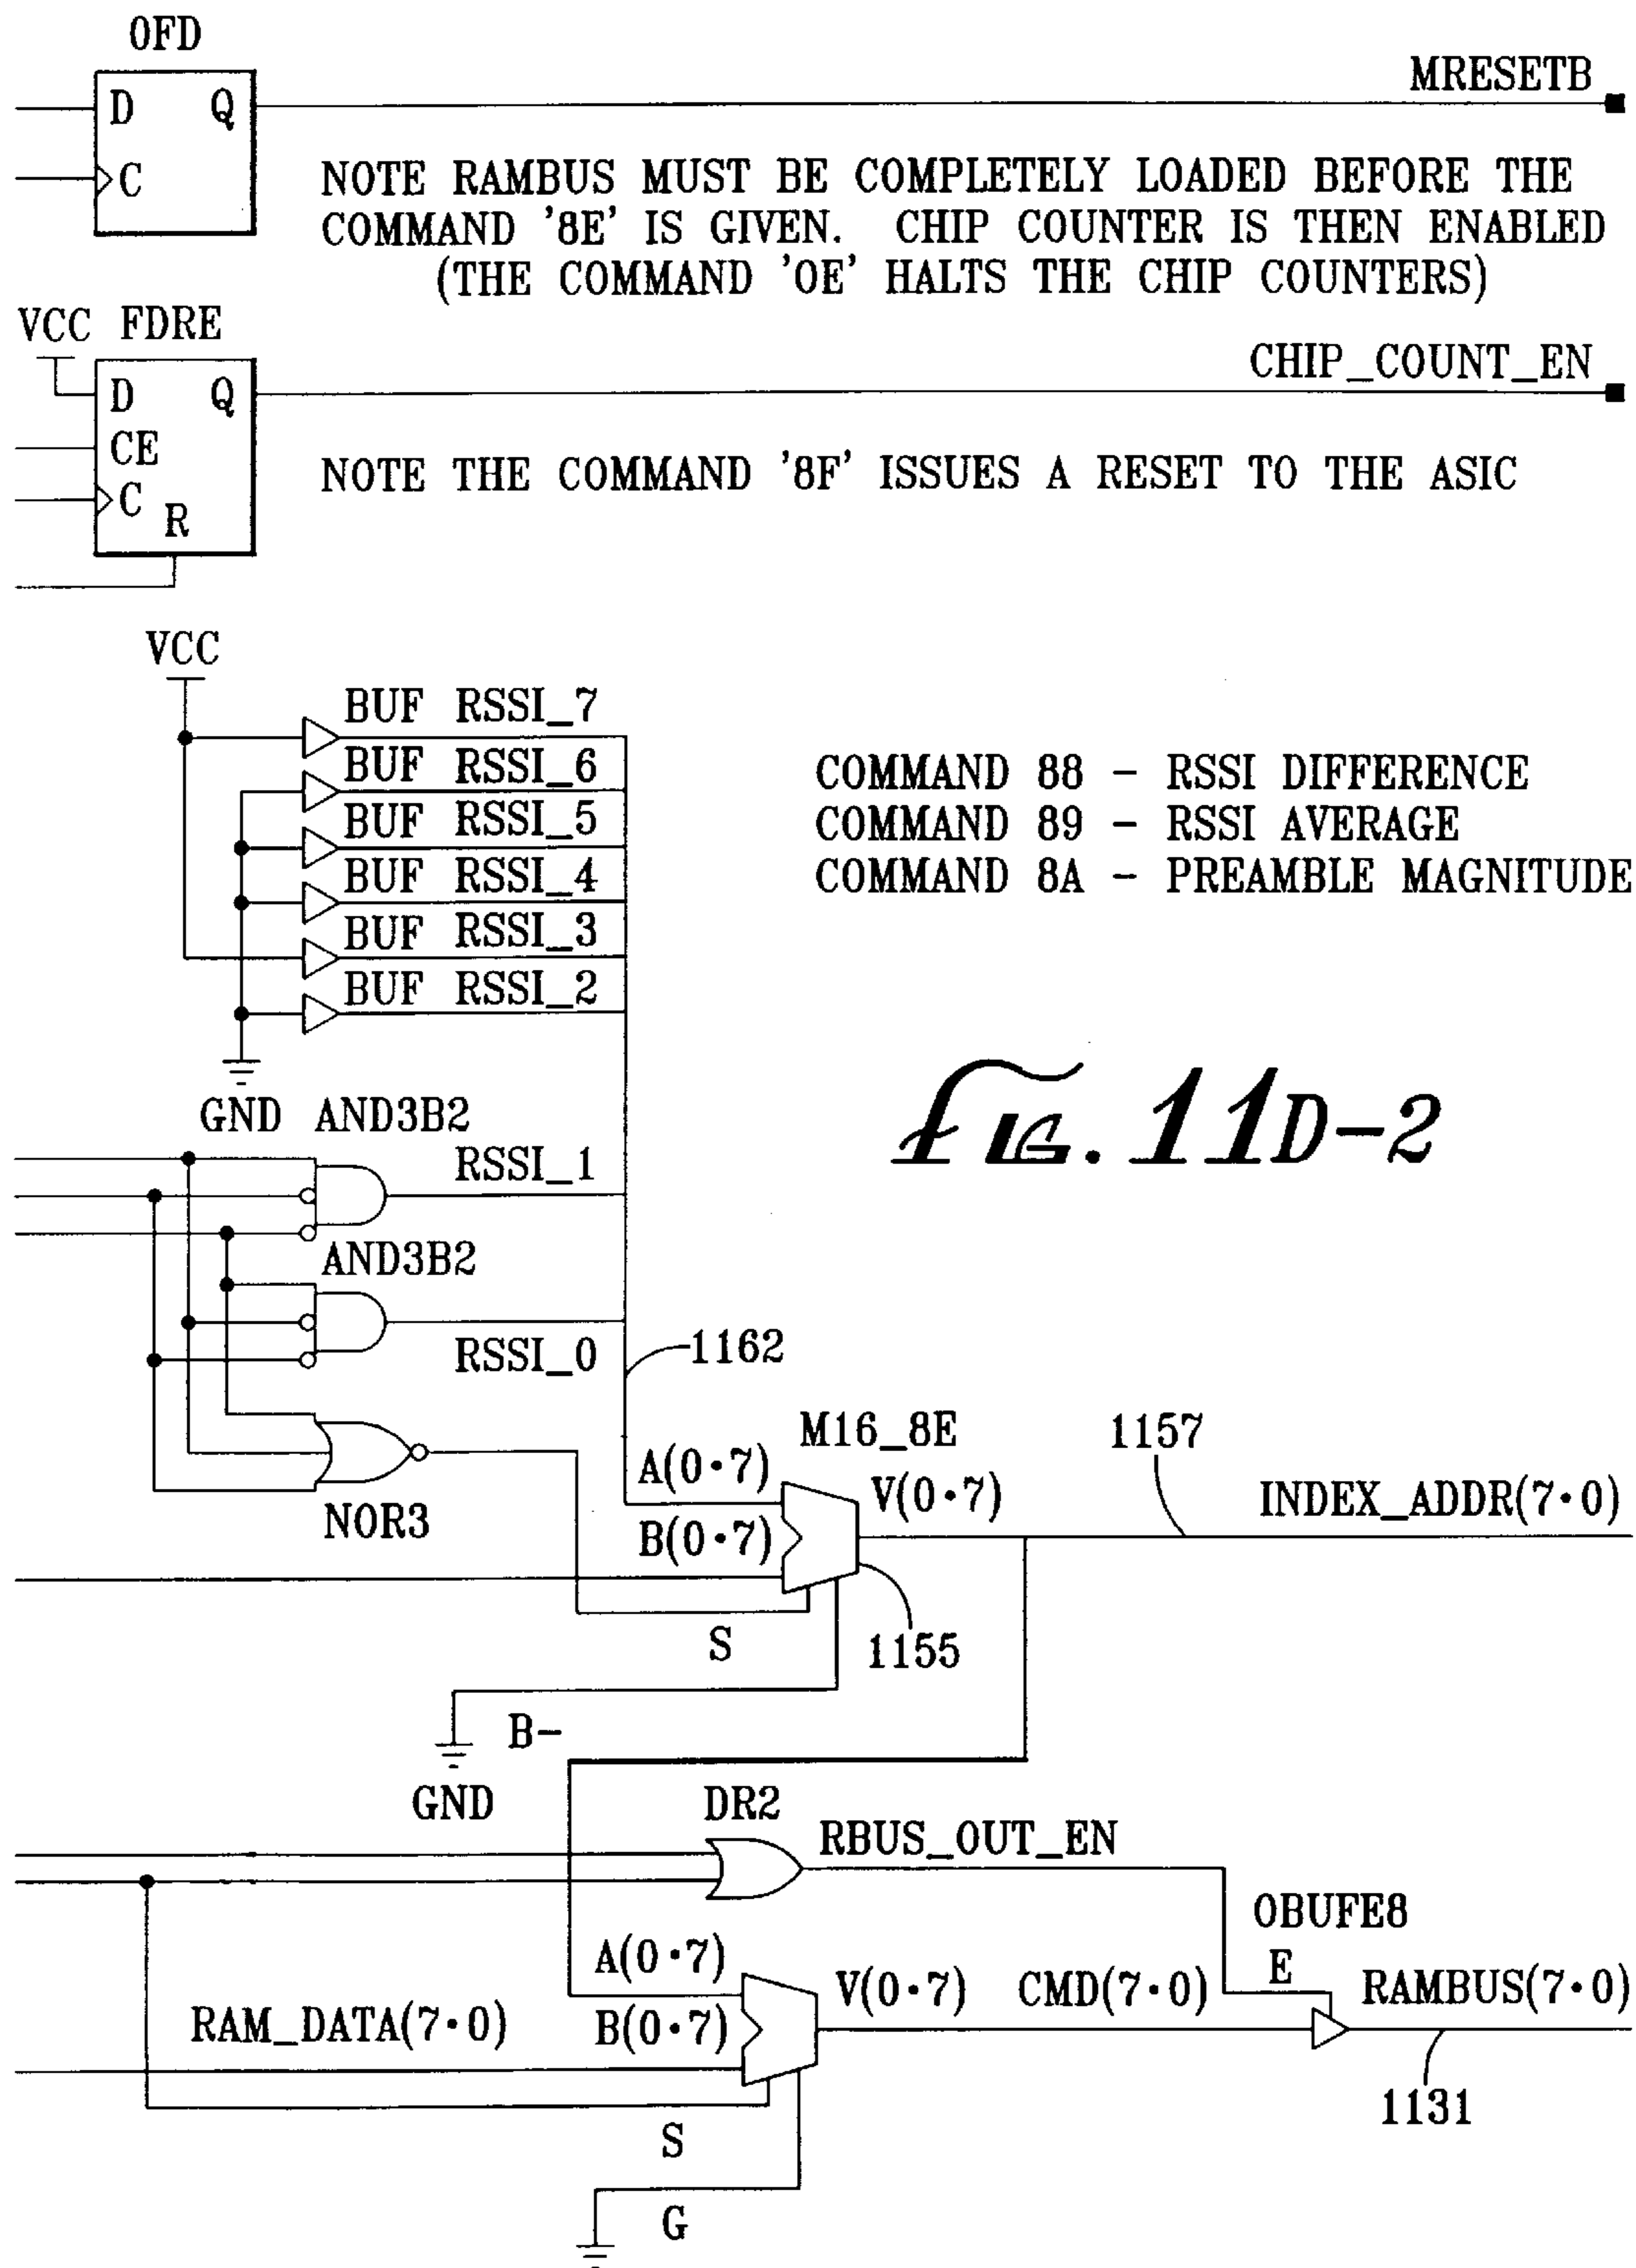 OFD
D Q
C
MRESETB
NOTE RAMBUS MUST BE COMPLETELY LOADED BEFORE THE
COMMAND '8E' IS GIVEN. CHIP COUNTER IS THEN ENABLED
(THE COMMAND 'OE' HALTS THE CHIP COUNTERS)
VCC FDRE
D Q
CE
C
R
CHIP_COUNT_EN
NOTE THE COMMAND '8F' ISSUES A RESET TO THE ASIC
VCC
BUF RSSI_7
BUF RSSI_6
BUF RSSI_5
BUF RSSI_4
BUF RSSI_3
BUF RSSI_2
COMMAND 88 - RSSI DIFFERENCE
COMMAND 89 - RSSI AVERAGE
COMMAND 8A - PREAMBLE MAGNITUDE
FIG. 11D-2
GND AND3B2
RSSI_1
AND3B2
RSSI_0
1162
NOR3
M16_8E
A(0·7)
B(0·7)
V(0·7)
1157
INDEX_ADDR(7·0)
S
1155
B-
GND
DR2
RBUS_OUT_EN
OBUFE8
E
A(0·7)
B(0·7)
RAM_DATA(7·0)
V(0·7)
CMD(7·0)
RAMBUS(7·0)
1131
S
G